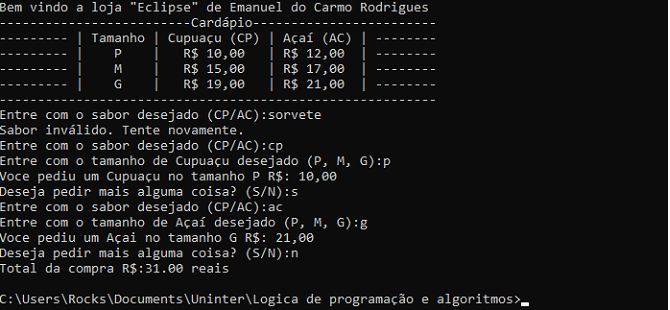 Bem vindo a loja "Eclipse" de Emanuel do Carmo Rodrigues
------------------------Cardápio-----------------------
--------- | Tamanho | Cupuaçu (CP) | Açaí (AC) | --------
--------- | P | R$ 10,00 | R$ 12,00 | --------
--------- | M | R$ 15,00 | R$ 17,00 | --------
--------- | G | R$ 19,00 | R$ 21,00 | --------
-------------------------------------------------------
Entre com o sabor desejado (CP/AC):sorvete
Sabor inválido. Tente novamente.
Entre com o sabor desejado (CP/AC):cp
Entre com o tamanho de Cupuaçu desejado (P, M, G):p
Voce pediu um Cupuaçu no tamanho P R$: 10,00
Deseja pedir mais alguma coisa? (S/N):s
Entre com o sabor desejado (CP/AC):ac
Entre com o tamanho de Açaí desejado (P, M, G):g
Voce pediu um Açai no tamanho G R$: 21,00
Deseja pedir mais alguma coisa? (S/N):n
Total da compra R$:31.00 reais
C:\Users\Rocks\Documents\Uninter\Logica de programação e algoritmos>